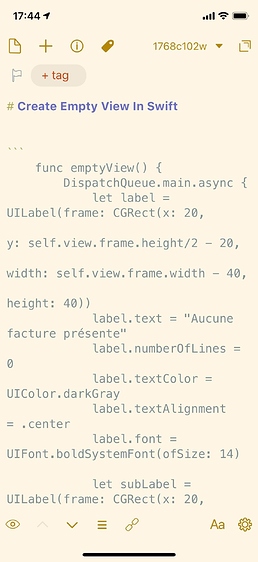 17:44
1768c102w
+ tag
# Create Empty View In Swift
```
func emptyView() {
DispatchQueue.main.async {
let label =
UILabel(frame: CGRect(x: 20,
y: self.view.frame.height/2 - 20,
width: self.view.frame.width - 40,
height: 40))
label.text = "Aucune
facture présente"
label.numberOfLines =
0
label.textColor =
UIColor.darkGray
label.textAlignment
= .center
label.font =
UIFont.boldSystemFont(ofSize: 14)
let subLabel =
UILabel(frame: CGRect(x: 20,
Aa